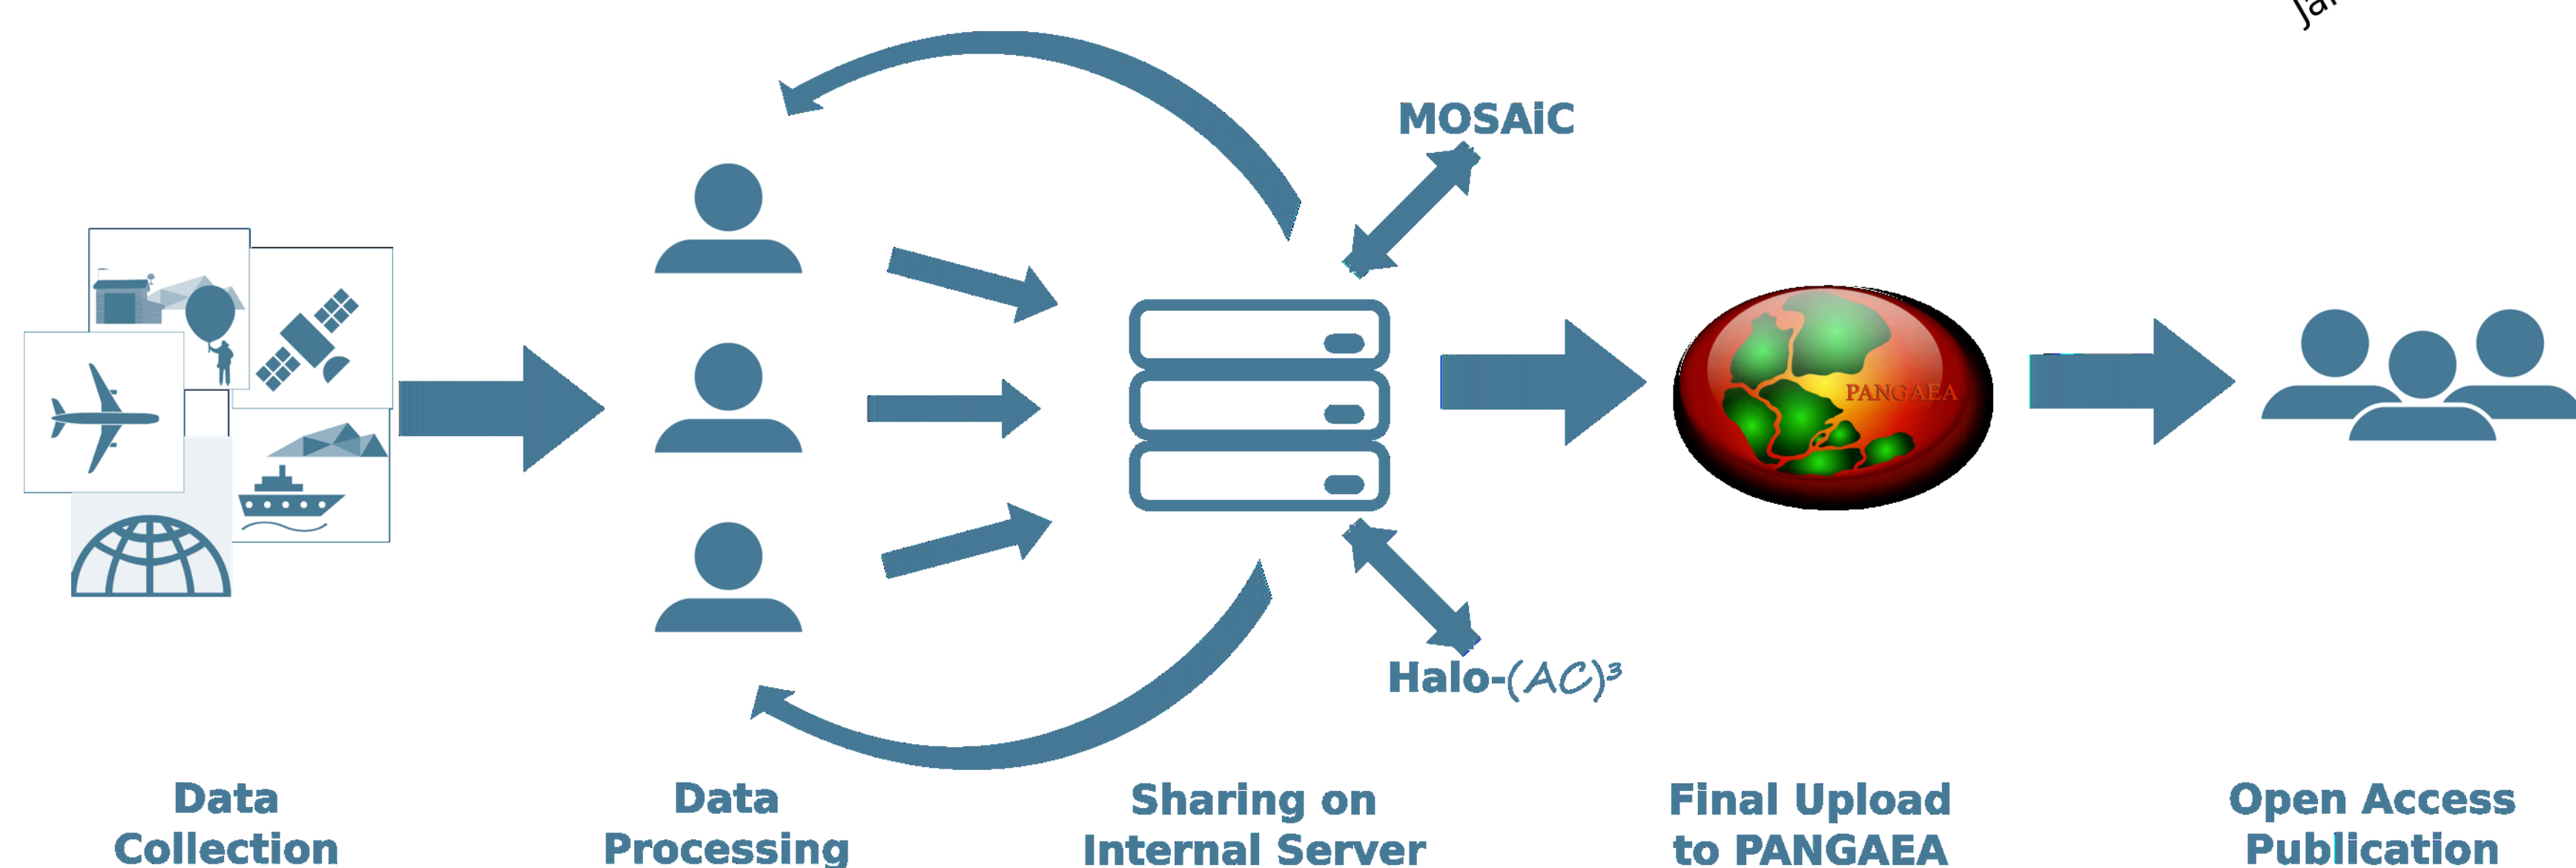 MOSAiC
PANGAEA
Halo-(AC)³
Data
Collection
Data
Processing
Sharing on
Internal Server
Final Upload
to PANGAEA
Open Access
Publication